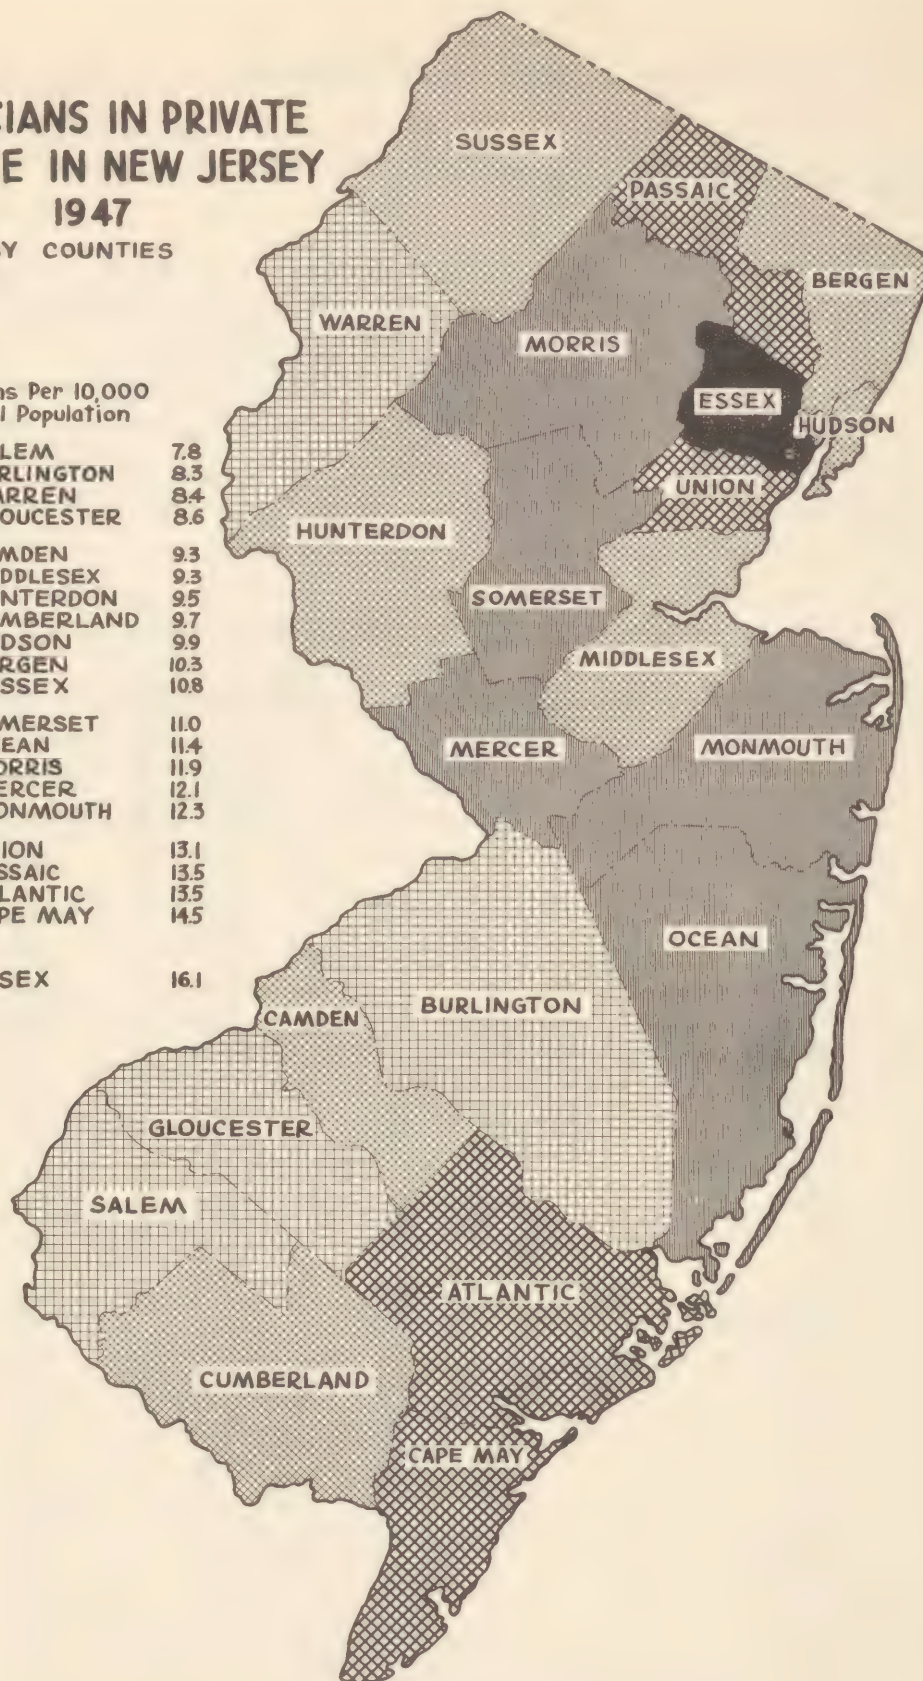 CIANS IN PRIVATE
E IN NEW JERSEY
1947
Y COUNTIES
ns Per 10,000
l Population
LEM 7.8
RLINGTON 8.3
ARREN 8.4
OUCESTER 8.6
MDEN 9.3
DDLESEX 9.3
NTERDON 9.5
MBERLAND 9.7
DSON 9.9
RGEN 10.3
SSEX 10.8
MERSET 11.0
EAN 11.4
ORRIS 11.9
ERCER 12.1
ONMOUTH 12.3
ION 13.1
SSAIC 13.5
LANTIC 13.5
PE MAY 14.5
SEX 16.1
SUSSEX
PASSAIC
BERGEN
WARREN
MORRIS
ESSEX
HUDSON
UNION
HUNTERDON
SOMERSET
MIDDLESEX
MERCER
MONMOUTH
OCEAN
BURLINGTON
CAMDEN
GLOUCESTER
SALEM
ATLANTIC
CUMBERLAND
CAPE MAY